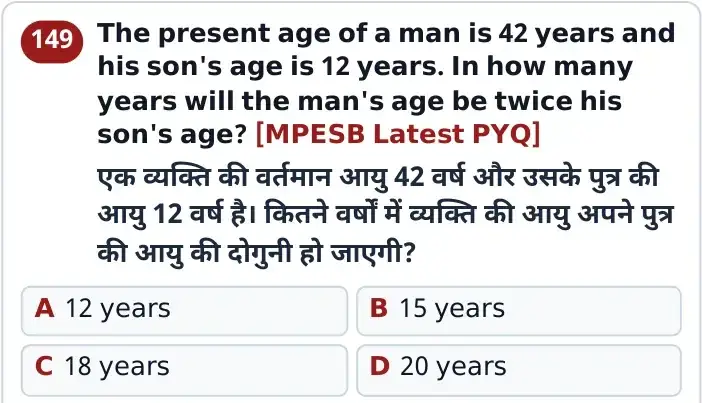 149 The present age of a man is 42 years and
his son's age is 12 years. In how many
years will the man's age be twice his
son's age? [MPESB Latest PYQ]
एक व्यक्ति की वर्तमान आयु 42 वर्ष और उसके पुत्र की
आयु 12 वर्ष है। कितने वर्षों में व्यक्ति की आयु अपने पुत्र
की आयु की दोगुनी हो जाएगी?
A 12 years
B 15 years
C 18 years
D 20 years